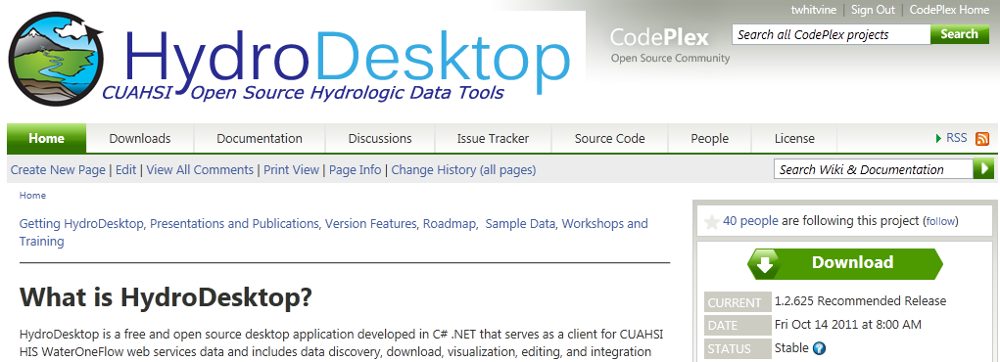 twhitvine | Sign Out | CodePlex Home
HydroDesktop
CUAHSI Open Source Hydrologic Data Tools
CodePlex
Open Source Community
Search all CodePlex projects
Search
Home Downloads Documentation Discussions Issue Tracker Source Code People License
RSS
Create New Page | Edit | View All Comments | Print View | Page Info | Change History (all pages)
Search Wiki & Documentation
Home
Getting HydroDesktop, Presentations and Publications, Version Features, Roadmap, Sample Data, Workshops and
Training
What is HydroDesktop?
HydroDesktop is a free and open source desktop application developed in C# .NET that serves as a client for CUAHSI
HIS WaterOneFlow web services data and includes data discovery, download, visualization, editing, and integration
40 people are following this project (follow)
Download
CURRENT 1.2.625 Recommended Release
DATE Fri Oct 14 2011 at 8:00 AM
STATUS Stable ?